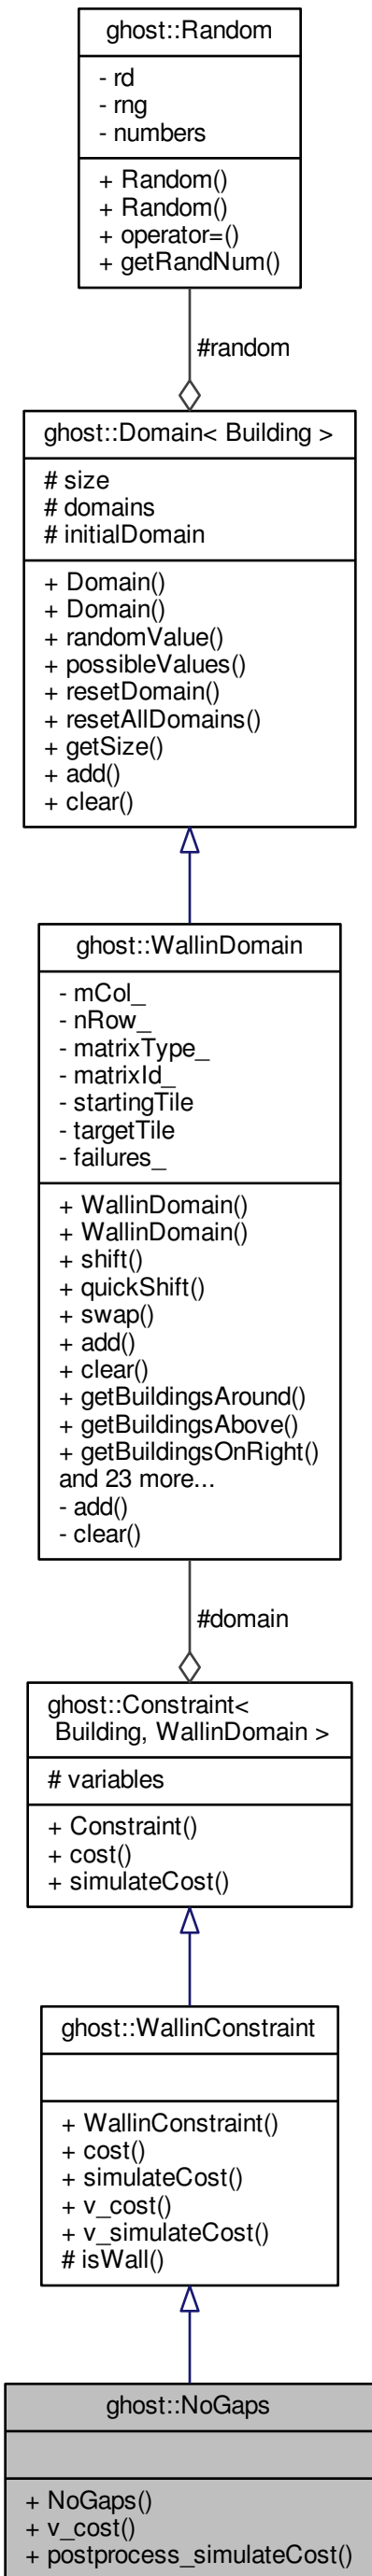 ghost::Random
- rd
- rng
- numbers
+ Random()
+ Random()
+ operator=()
+ getRandNum()
#random
ghost::Domain< Building >
# size
# domains
# initialDomain
+ Domain()
+ Domain()
+ randomValue()
+ possibleValues()
+ resetDomain()
+ resetAllDomains()
+ getSize()
+ add()
+ clear()
ghost::WallinDomain
- mCol_
- nRow_
- matrixType_
- matrixId_
- startingTile
- targetTile
- failures_
+ WallinDomain()
+ WallinDomain()
+ shift()
+ quickShift()
+ swap()
+ add()
+ clear()
+ getBuildingsAround()
+ getBuildingsAbove()
+ getBuildingsOnRight()
and 23 more...
- add()
- clear()
#domain
ghost::Constraint<
Building, WallinDomain >
# variables
+ Constraint()
+ cost()
+ simulateCost()
ghost::WallinConstraint
+ WallinConstraint()
+ cost()
+ simulateCost()
+ v_cost()
+ v_simulateCost()
# isWall()
ghost::NoGaps
+ NoGaps()
+ v_cost()
+ postprocess_simulateCost()